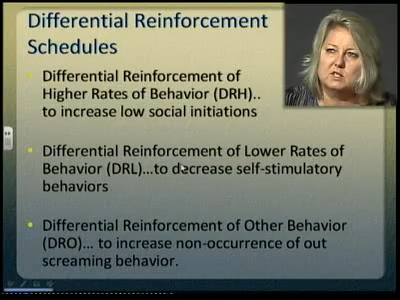 Differential Reinforcement
Schedules
Differential Reinforcement of
Higher Rates of Behavior (DRH)..
to increase low social initiations
Differential Reinforcement of Lower Rates of
Behavior (DRL)...to decrease self-stimulatory
behaviors
Differential Reinforcement of Other Behavior
(DRO)... to increase non-occurrence of out
screaming behavior.